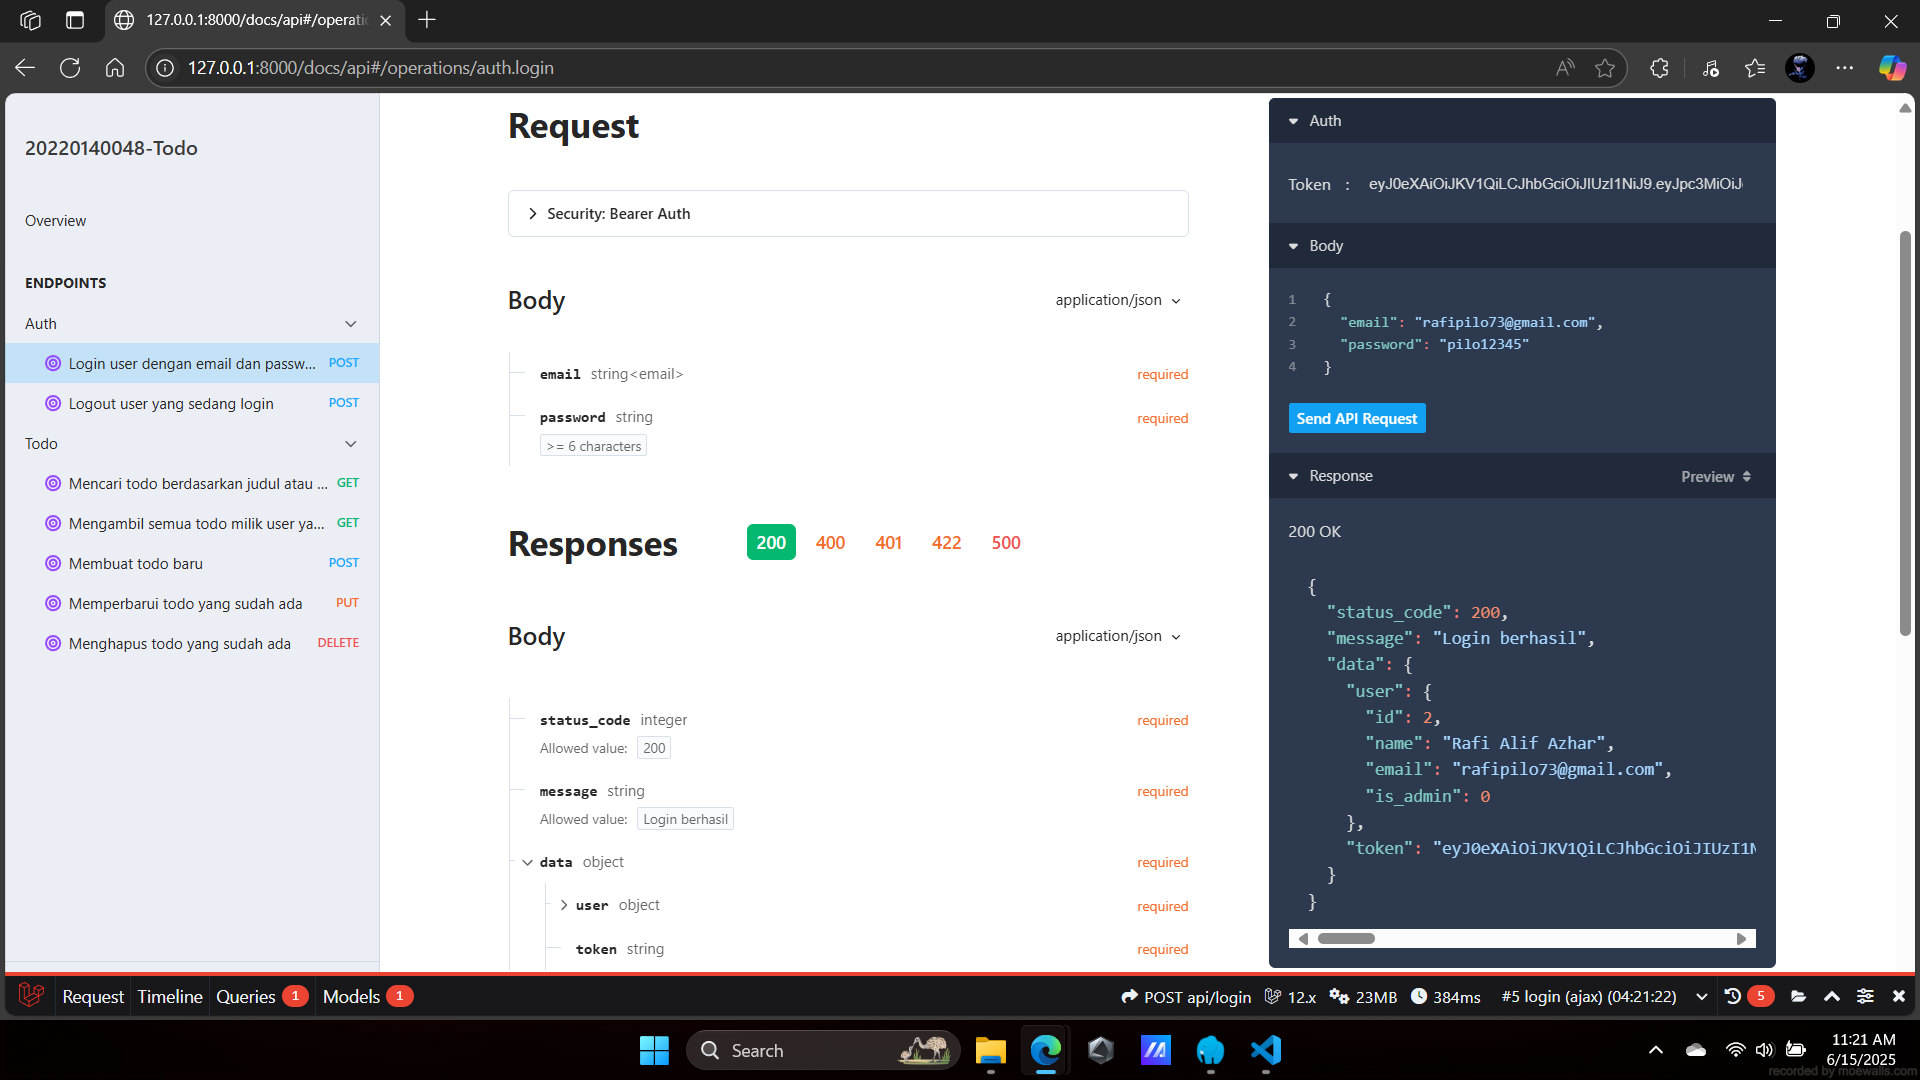 127.0.0.1:8000/docs/api#/operatic
127.0.0.1:8000/docs/api#/operations/auth.login
20220140048-Todo
Overview
ENDPOINTS
Auth
Login user dengan email dan passw... POST
Logout user yang sedang login POST
Todo
Mencari todo berdasarkan judul atau ... GET
Mengambil semua todo milik user ya... GET
Membuat todo baru POST
Memperbarui todo yang sudah ada PUT
Menghapus todo yang sudah ada DELETE
Request
Security: Bearer Auth
Body application/json
email string<email> required
password string required
>= 6 characters
Responses 200 400 401 422 500
Body application/json
status_code integer required
Allowed value: 200
message string required
Allowed value: Login berhasil
data object required
user object required
token string required
Auth
Token : eyJ0eXAiOiJKV1QiLCJhbGciOiJIUzI1NiJ9.eyJpc3MiOiJ
Body
1 {
2 "email": "rafipilo73@gmail.com",
3 "password": "pilo12345"
4 }
Send API Request
Response Preview
200 OK
{
"status_code": 200,
"message": "Login berhasil",
"data": {
"user": {
"id": 2,
"name": "Rafi Alif Azhar",
"email": "rafipilo73@gmail.com",
"is_admin": 0
},
"token": "eyJ0eXAiOiJKV1QiLCJhbGciOiJIUzI1N
}
}
Request Timeline Queries 1 Models 1 POST api/login 12.x 23MB 384ms #5 login (ajax) (04:21:22) 5
Search
11:21 AM
6/15/2025
recorded by moewalls.com